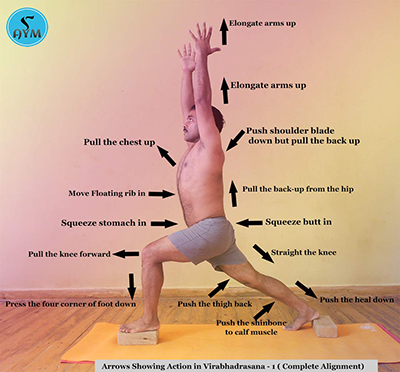 AYM
Elongate arms up
Elongate arms up
Push shoulder blade
down but pull the back up
Pull the chest up
Move Floating rib in
Pull the back-up from the hip
Squeeze stomach in
Squeeze butt in
Pull the knee forward
Straight the knee
Press the four corner of foot down
Push the thigh back
Push the heal down
Push the shinbone
to calf muscle
Arrows Showing Action in Virabhadrasana - 1 ( Complete Alignment)